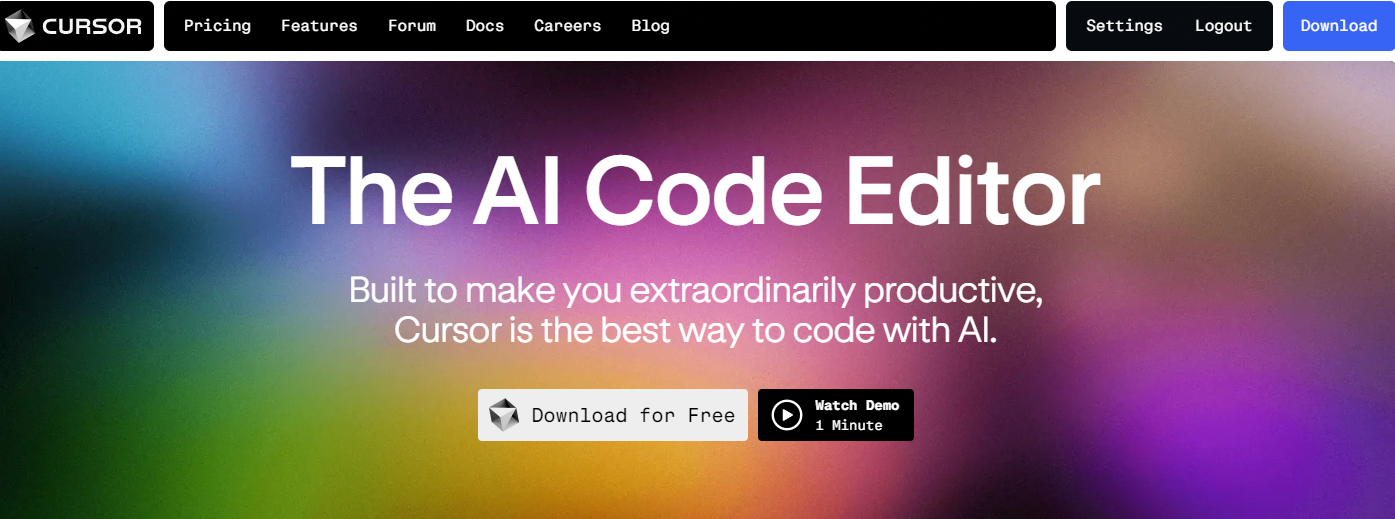 CURSOR
Pricing Features Forum Docs Careers Blog
Settings Logout
Download
The AI Code Editor
Built to make you extraordinarily productive,
Cursor is the best way to code with AI.
Download for Free
Watch Demo
1 Minute